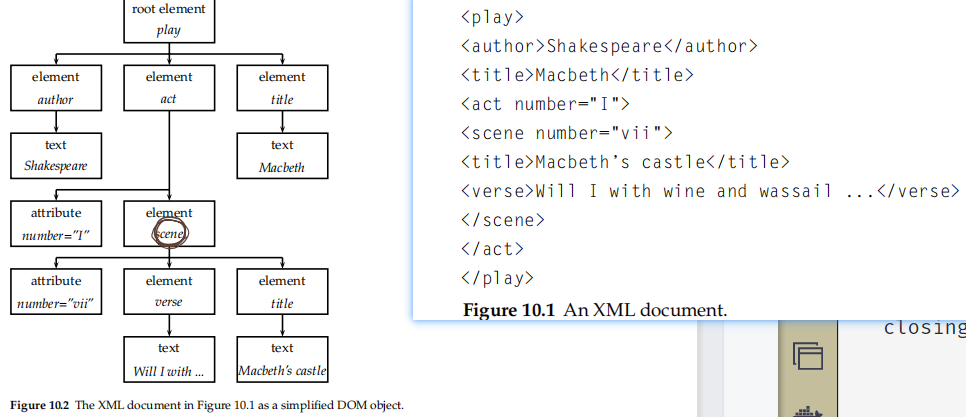 root element
play
element
author
element
act
element
title
text
Shakespeare
text
Macbeth
attribute
number="I"
element
scene
attribute
number="vii"
element
verse
element
title
text
Will I with ...
text
Macbeth's castle
Figure 10.2 The XML document in Figure 10.1 as a simplified DOM object.
<play>
<author>Shakespeare</author>
<title>Macbeth</title>
<act number="I">
<scene number="vii">
<title>Macbeth’s castle</title>
<verse>Will I with wine and wassail ...</verse>
</scene>
</act>
</play>
Figure 10.1 An XML document.
closing